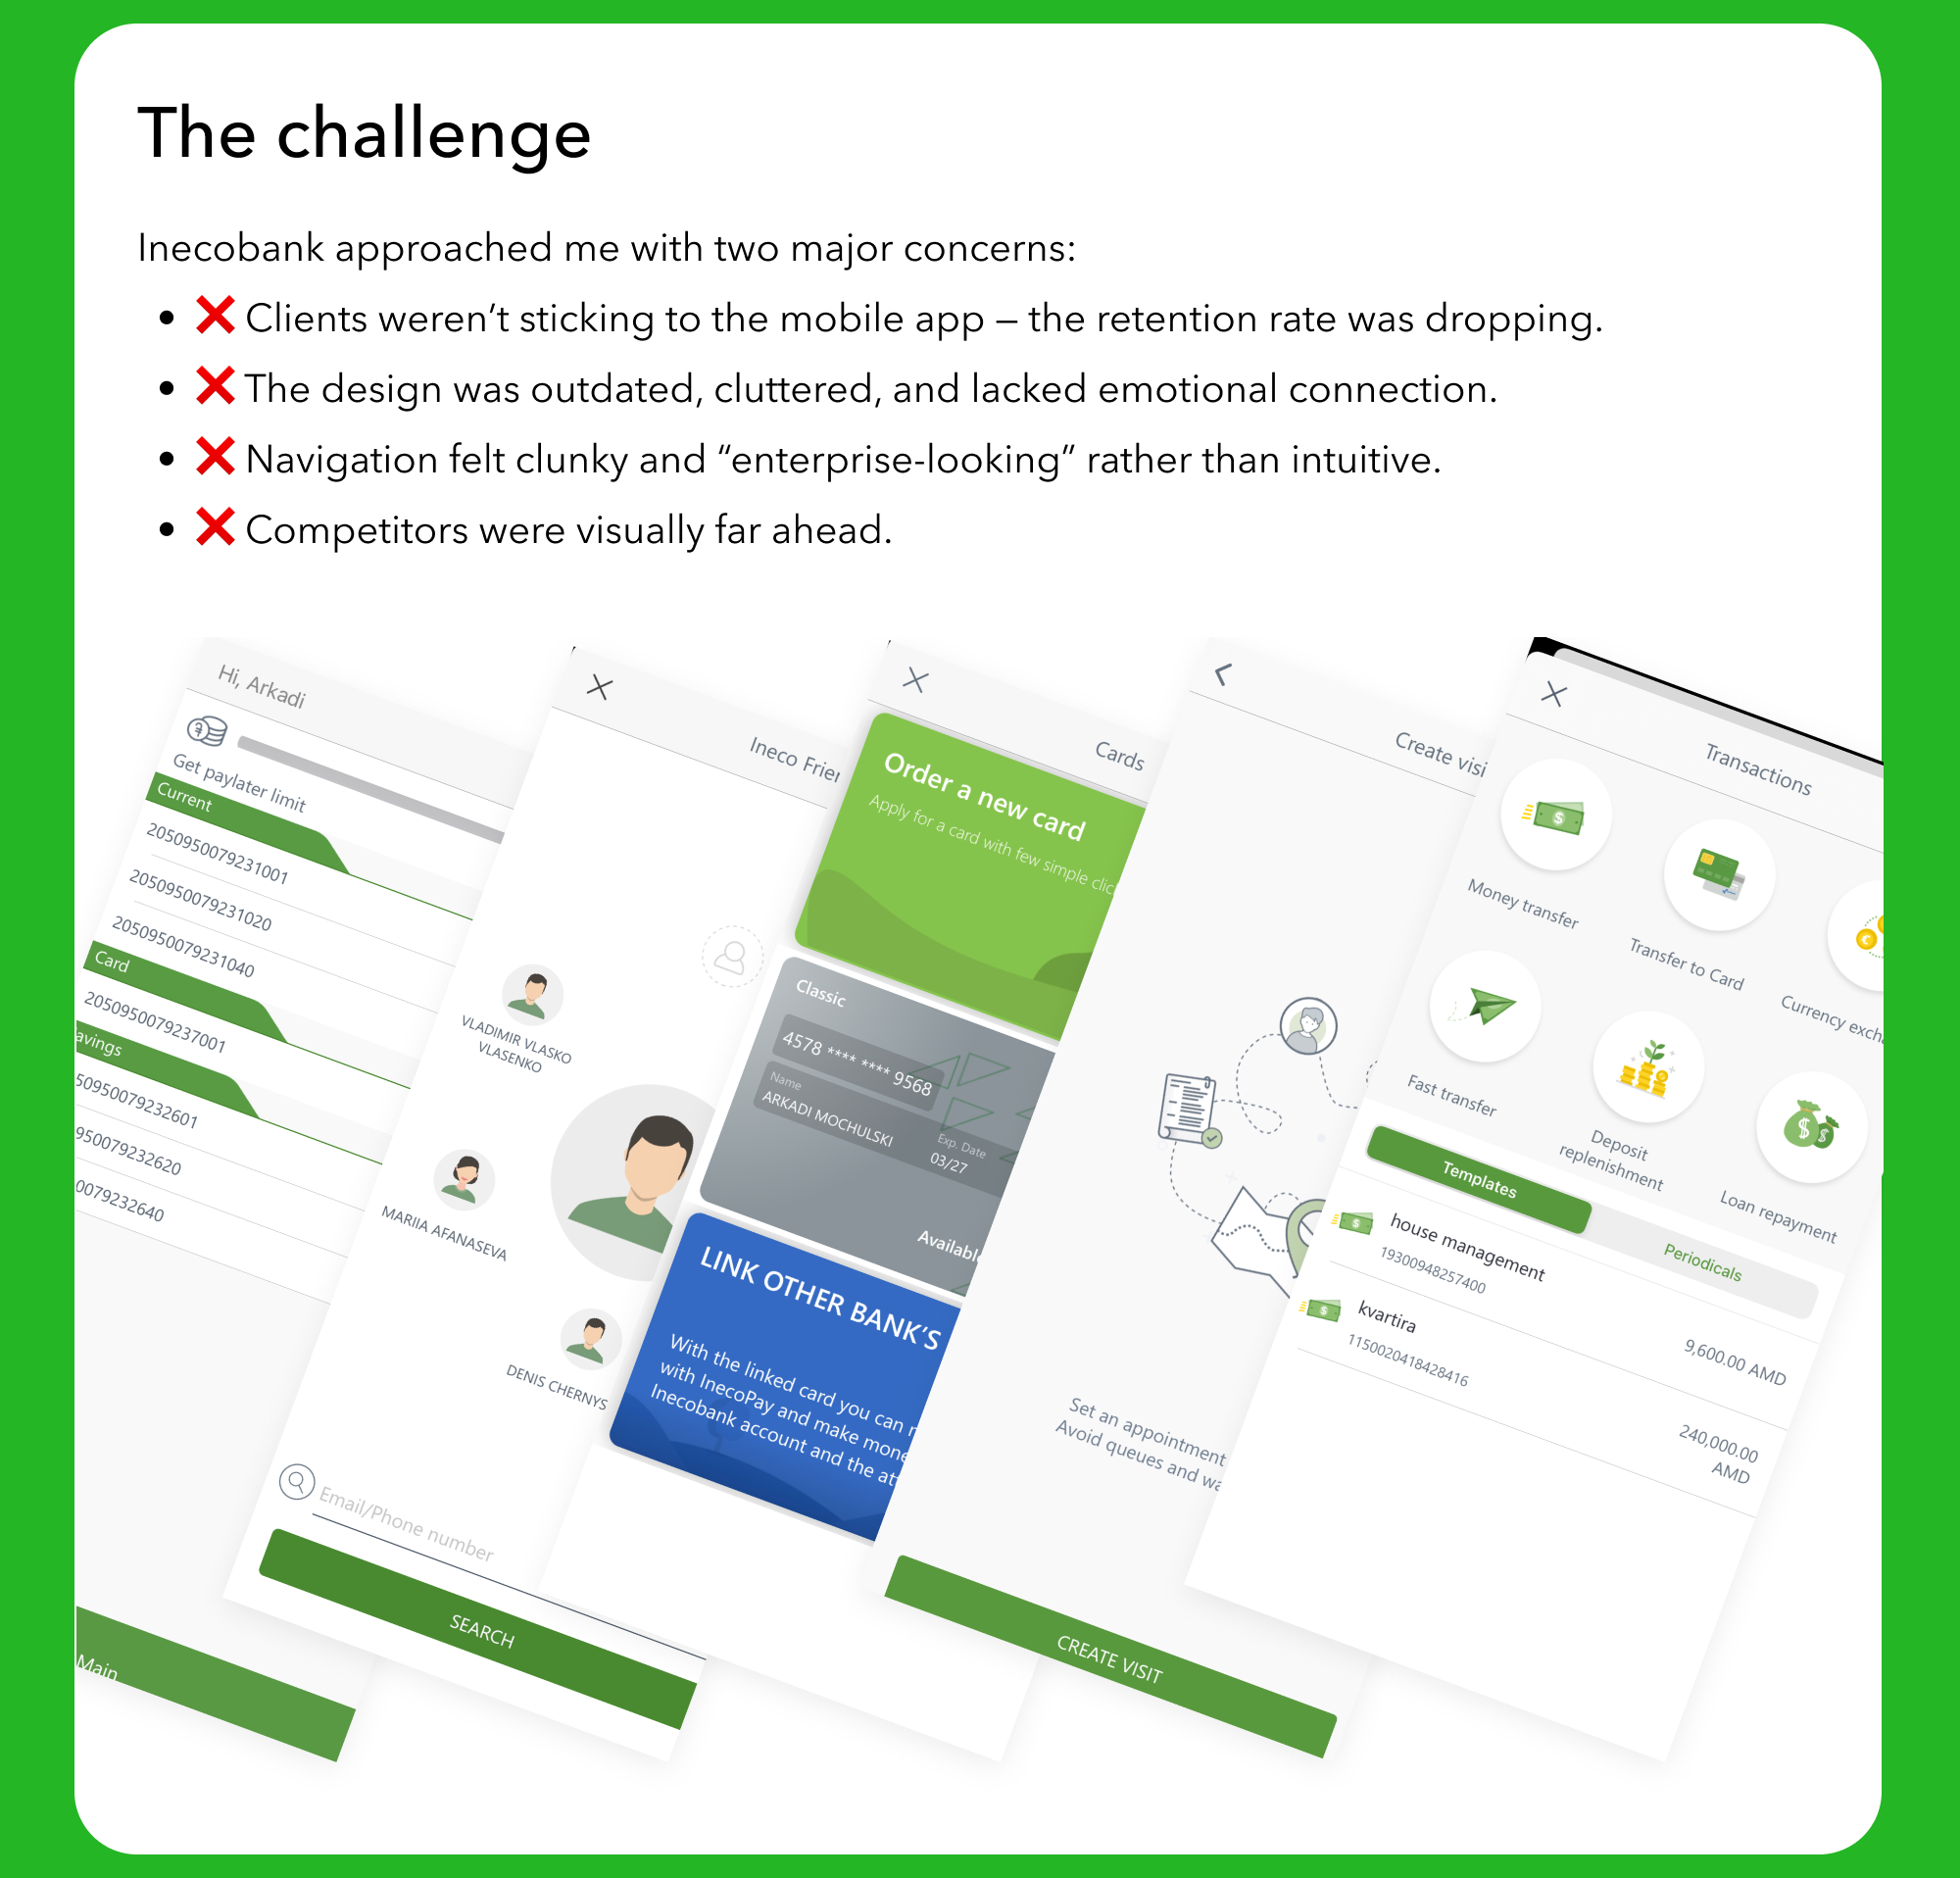 The challenge
Inecobank approached me with two major concerns:
• ❌ Clients weren’t sticking to the mobile app – the retention rate was dropping.
• ❌ The design was outdated, cluttered, and lacked emotional connection.
• ❌ Navigation felt clunky and “enterprise-looking” rather than intuitive.
• ❌ Competitors were visually far ahead.
Hi, Arkadi
Get paylater limit
Current
2050950079231001
2050950079231020
2050950079231040
Card
2050950079237001
avings
50950079232601
950079232620
0079232640
Main
Ineco Frien
VLADIMIR VLASKO
VLASENKO
MARIIA AFANASEVA
DENIS CHERNYS
Email/Phone number
SEARCH
Cards
Order a new card
Apply for a card with few simple clic
Classic
4578 **** **** 9568
Name
ARKADI MOCHULSKI
Exp. Date
03/27
Availabl
LINK OTHER BANK’S
With the linked card you can
with InecoPay and make mone
Inecobank account and the at
Create visi
Set an appointment
Avoid queues and wa
CREATE VISIT
Transactions
Money transfer
Transfer to Card
Currency exch
Fast transfer
Deposit
replenishment
Loan repayment
Templates
Periodicals
house management
19300948257400
9,600.00 AMD
kvartira
1150020418428416
240,000.00
AMD